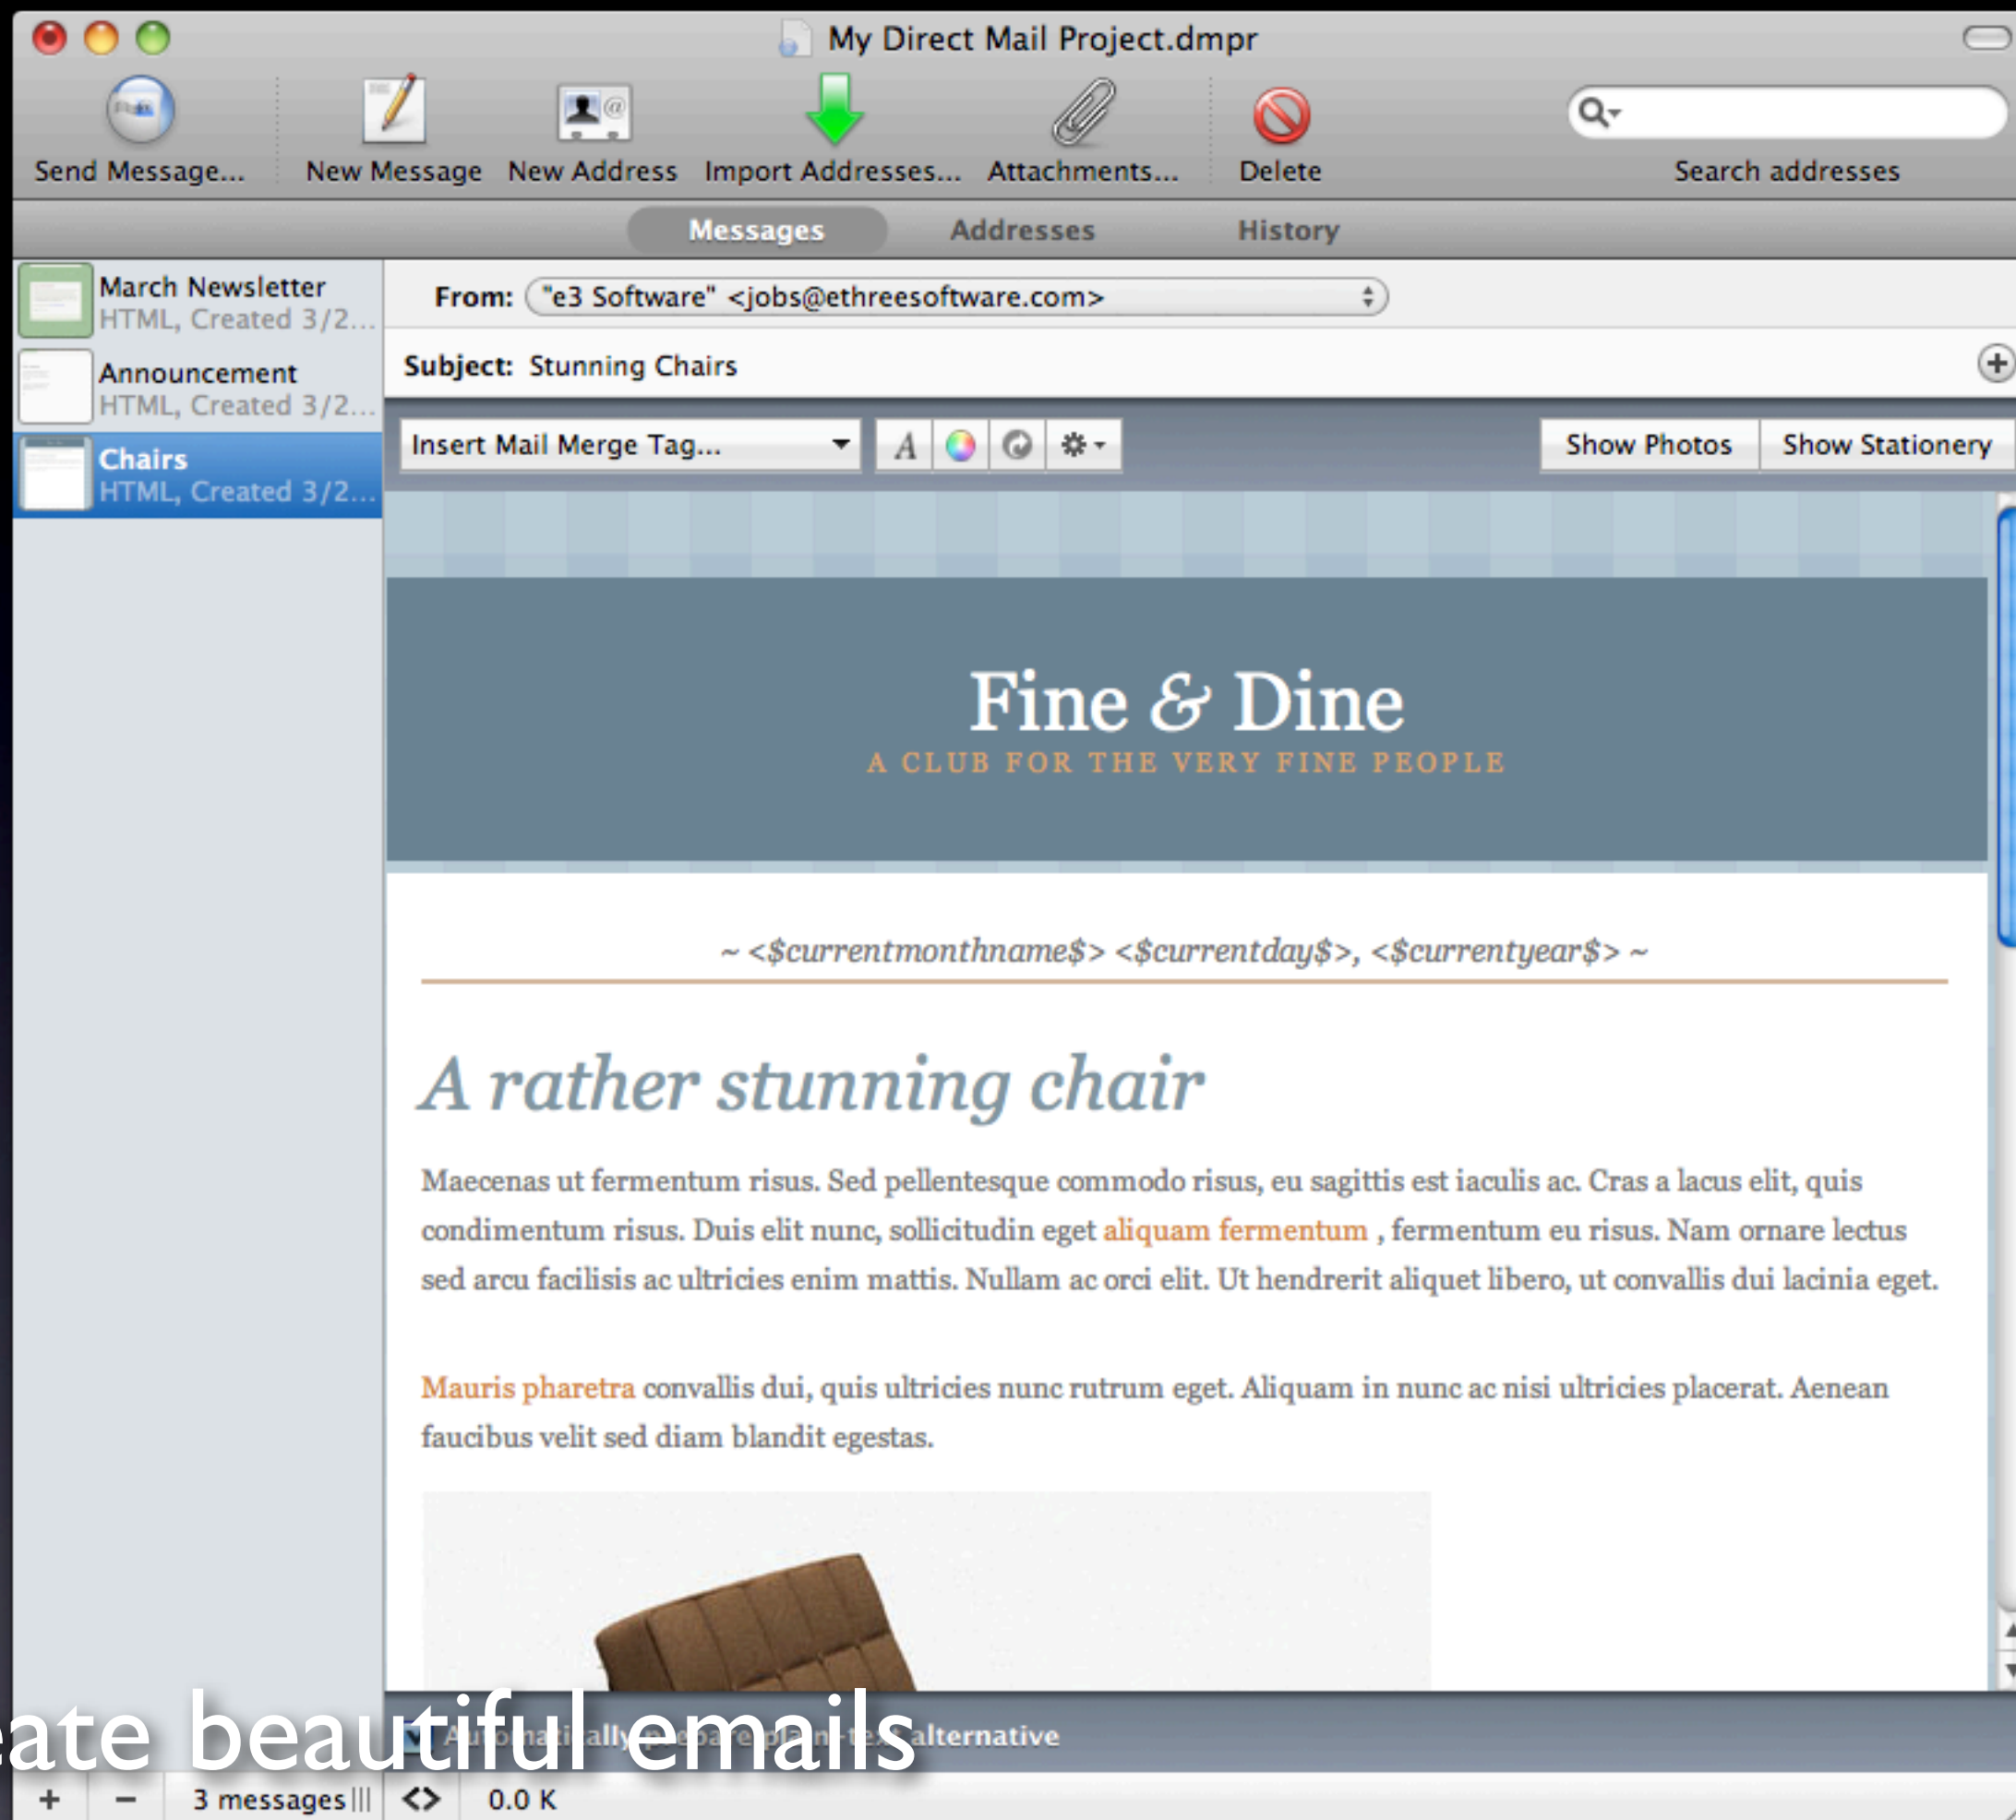 My Direct Mail Project.dmpr
Send Message...
New Message
New Address
Import Addresses...
Attachments...
Delete
Search addresses
Messages
Addresses
History
March Newsletter
HTML, Created 3/2...
Announcement
HTML, Created 3/2...
Chairs
HTML, Created 3/2...
From: "e3 Software" <jobs@ethreesoftware.com>
Subject: Stunning Chairs
Insert Mail Merge Tag...
A
Show Photos
Show Stationery
Fine & Dine
A CLUB FOR THE VERY FINE PEOPLE
~ <$currentmonthname$> <$currentday$>, <$currentyear$> ~
A rather stunning chair
Maecenas ut fermentum risus. Sed pellentesque commodo risus, eu sagittis est iaculis ac. Cras a lacus elit, quis
condimentum risus. Duis elit nunc, sollicitudin eget aliquam fermentum , fermentum eu risus. Nam ornare lectus
sed arcu facilisis ac ultricies enim mattis. Nullam ac orci elit. Ut hendrerit aliquet libero, ut convallis dui lacinia eget.
Mauris pharetra convallis dui, quis ultricies nunc rutrum eget. Aliquam in nunc ac nisi ultricies placerat. Aenean
faucibus velit sed diam blandit egestas.
Automatically prepare plain-text alternative
eate beautiful emails
3 messages
0.0 K